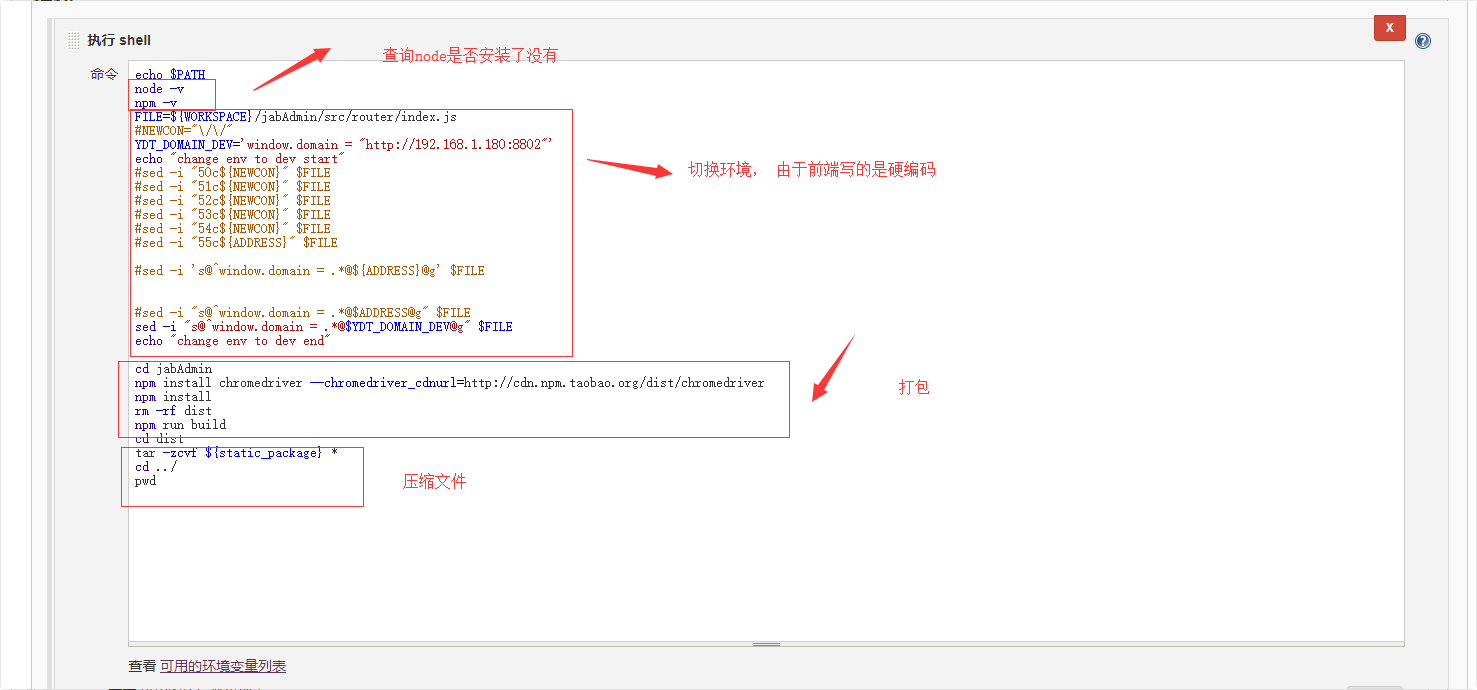 执行 shell
X
?
命令
查询node是否安装了没有
echo $PATH
node -v
npm -v
FILE=${WORKSPACE}/jabAdmin/src/router/index.js
#NEWCON="\/\/"
YDT_DOMAIN_DEV='window.domain = "http://192.168.1.180:8802"'
echo "change env to dev start"
#sed -i "50c${NEWCON}" $FILE
#sed -i "51c${NEWCON}" $FILE
#sed -i "52c${NEWCON}" $FILE
#sed -i "53c${NEWCON}" $FILE
#sed -i "54c${NEWCON}" $FILE
#sed -i "55c${ADDRESS}" $FILE
切换环境, 由于前端写的是硬编码
#sed -i 's@^window.domain = .*@${ADDRESS}@g' $FILE
#sed -i "s@^window.domain = .*@$ADDRESS@g" $FILE
sed -i "s@^window.domain = .*@$YDT_DOMAIN_DEV@g" $FILE
echo "change env to dev end"
cd jabAdmin
npm install chromedriver --chromedriver_cdnurl=http://cdn.npm.taobao.org/dist/chromedriver
npm install
rm -rf dist
npm run build
打包
cd dist
tar -zcvf ${static_package} *
cd ../
pwd
压缩文件
查看 可用的环境变量列表